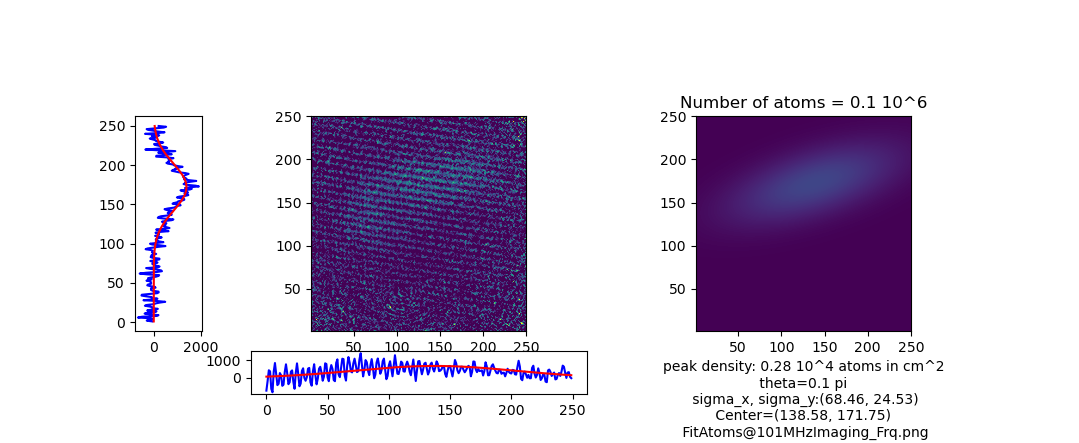 Number of atoms = 0.1 10^6
250
200
150
100
50
0
0 2000
250
200
150
100
50
50 100 150 200 250
250
200
150
100
50
50 100 150 200 250
1000
0
0 50 100 150 200 250
peak density: 0.28 10^4 atoms in cm^2
theta=0.1 pi
sigma_x, sigma_y:(68.46, 24.53)
Center=(138.58, 171.75)
FitAtoms@101MHzImaging_Frq.png